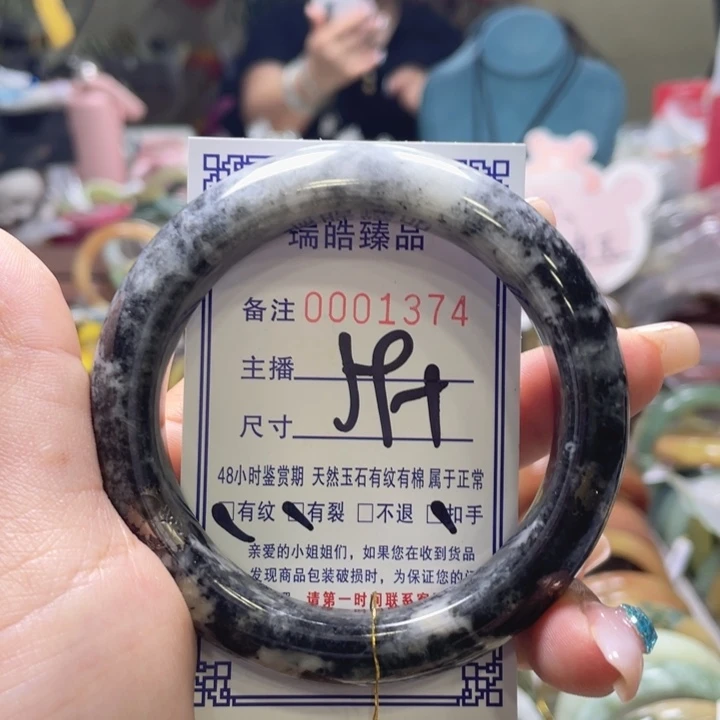 瑞皓臻品
备注 0001374
主播
尺寸
48小时鉴赏期 天然玉石有纹有棉属于正常
□有纹 □有裂 □不退 □扣手
亲爱的小姐姐们，如果您在收到货品
发现商品包装破损时，为保证您的
请第一时间联系客